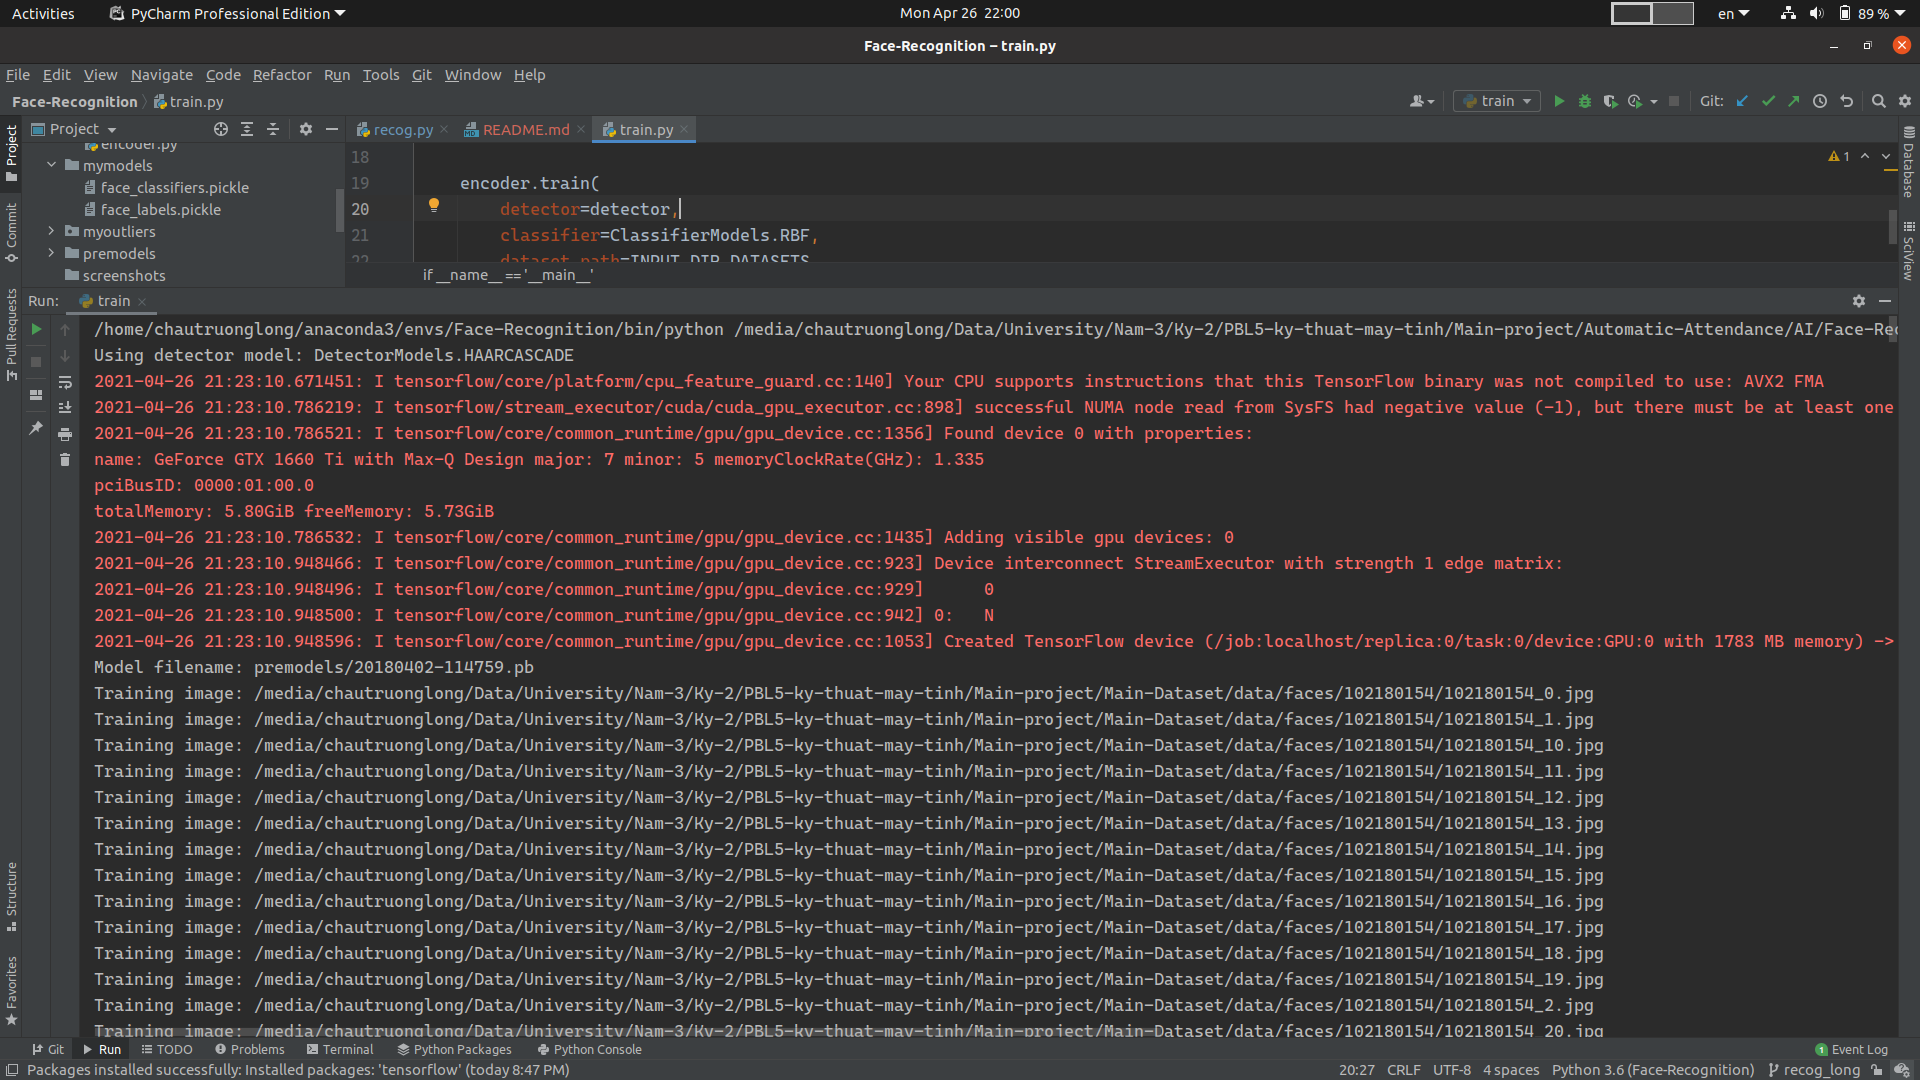 Activities PyCharm Professional Edition Mon Apr 26 22:00 en 89 %
Face-Recognition – train.py
File Edit View Navigate Code Refactor Run Tools Git Window Help
Face-Recognition train.py train Git:
Project recog.py README.md train.py
encoder.py
mymodels
face_classifiers.pickle
face_labels.pickle
myoutliers
premodels
screenshots
18
19 encoder.train(
20 detector=detector,
21 classifier=ClassifierModels.RBF,
22 dataset_path=INPUT_DIR_DATASETS
1
if __name__ == '__main__'
Project
Commit
Pull Requests
Structure
Favorites
Database
SciView
Run: train
/home/chautruonglong/anaconda3/envs/Face-Recognition/bin/python /media/chautruonglong/Data/University/Nam-3/Ky-2/PBL5-ky-thuat-may-tinh/Main-project/Automatic-Attendance/AI/Face-Rec
Using detector model: DetectorModels.HAARCASCADE
2021-04-26 21:23:10.671451: I tensorflow/core/platform/cpu_feature_guard.cc:140] Your CPU supports instructions that this TensorFlow binary was not compiled to use: AVX2 FMA
2021-04-26 21:23:10.786219: I tensorflow/stream_executor/cuda/cuda_gpu_executor.cc:898] successful NUMA node read from SysFS had negative value (-1), but there must be at least one
2021-04-26 21:23:10.786521: I tensorflow/core/common_runtime/gpu/gpu_device.cc:1356] Found device 0 with properties:
name: GeForce GTX 1660 Ti with Max-Q Design major: 7 minor: 5 memoryClockRate(GHz): 1.335
pciBusID: 0000:01:00.0
totalMemory: 5.80GiB freeMemory: 5.73GiB
2021-04-26 21:23:10.786532: I tensorflow/core/common_runtime/gpu/gpu_device.cc:1435] Adding visible gpu devices: 0
2021-04-26 21:23:10.948466: I tensorflow/core/common_runtime/gpu/gpu_device.cc:923] Device interconnect StreamExecutor with strength 1 edge matrix:
2021-04-26 21:23:10.948496: I tensorflow/core/common_runtime/gpu/gpu_device.cc:929] 0
2021-04-26 21:23:10.948500: I tensorflow/core/common_runtime/gpu/gpu_device.cc:942] 0: N
2021-04-26 21:23:10.948596: I tensorflow/core/common_runtime/gpu/gpu_device.cc:1053] Created TensorFlow device (/job:localhost/replica:0/task:0/device:GPU:0 with 1783 MB memory) ->
Model filename: premodels/20180402-114759.pb
Training image: /media/chautruonglong/Data/University/Nam-3/Ky-2/PBL5-ky-thuat-may-tinh/Main-project/Main-Dataset/data/faces/102180154/102180154_0.jpg
Training image: /media/chautruonglong/Data/University/Nam-3/Ky-2/PBL5-ky-thuat-may-tinh/Main-project/Main-Dataset/data/faces/102180154/102180154_1.jpg
Training image: /media/chautruonglong/Data/University/Nam-3/Ky-2/PBL5-ky-thuat-may-tinh/Main-project/Main-Dataset/data/faces/102180154/102180154_10.jpg
Training image: /media/chautruonglong/Data/University/Nam-3/Ky-2/PBL5-ky-thuat-may-tinh/Main-project/Main-Dataset/data/faces/102180154/102180154_11.jpg
Training image: /media/chautruonglong/Data/University/Nam-3/Ky-2/PBL5-ky-thuat-may-tinh/Main-project/Main-Dataset/data/faces/102180154/102180154_12.jpg
Training image: /media/chautruonglong/Data/University/Nam-3/Ky-2/PBL5-ky-thuat-may-tinh/Main-project/Main-Dataset/data/faces/102180154/102180154_13.jpg
Training image: /media/chautruonglong/Data/University/Nam-3/Ky-2/PBL5-ky-thuat-may-tinh/Main-project/Main-Dataset/data/faces/102180154/102180154_14.jpg
Training image: /media/chautruonglong/Data/University/Nam-3/Ky-2/PBL5-ky-thuat-may-tinh/Main-project/Main-Dataset/data/faces/102180154/102180154_15.jpg
Training image: /media/chautruonglong/Data/University/Nam-3/Ky-2/PBL5-ky-thuat-may-tinh/Main-project/Main-Dataset/data/faces/102180154/102180154_16.jpg
Training image: /media/chautruonglong/Data/University/Nam-3/Ky-2/PBL5-ky-thuat-may-tinh/Main-project/Main-Dataset/data/faces/102180154/102180154_17.jpg
Training image: /media/chautruonglong/Data/University/Nam-3/Ky-2/PBL5-ky-thuat-may-tinh/Main-project/Main-Dataset/data/faces/102180154/102180154_18.jpg
Training image: /media/chautruonglong/Data/University/Nam-3/Ky-2/PBL5-ky-thuat-may-tinh/Main-project/Main-Dataset/data/faces/102180154/102180154_19.jpg
Training image: /media/chautruonglong/Data/University/Nam-3/Ky-2/PBL5-ky-thuat-may-tinh/Main-project/Main-Dataset/data/faces/102180154/102180154_2.jpg
Training image: /media/chautruonglong/Data/University/Nam-3/Ky-2/PBL5-ky-thuat-may-tinh/Main-project/Main-Dataset/data/faces/102180154/102180154_20.jpg
Git Run TODO Problems Terminal Python Packages Python Console 1 Event Log
Packages installed successfully: Installed packages: 'tensorflow' (today 8:47 PM) 20:27 CRLF UTF-8 4 spaces Python 3.6 (Face-Recognition) recog_long